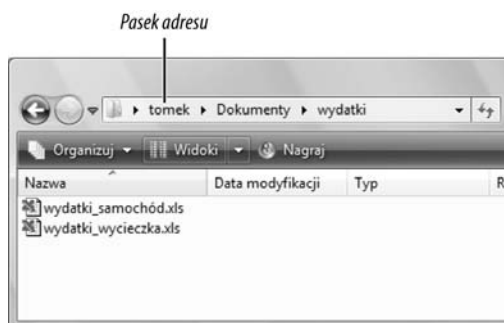 Pasek adresu
tomek Dokumenty wydatki
Organizuj Widoki Nagraj
Nazwa Data modyfikacji Typ R
wydatki_samochód.xls
wydatki_wycieczka.xls